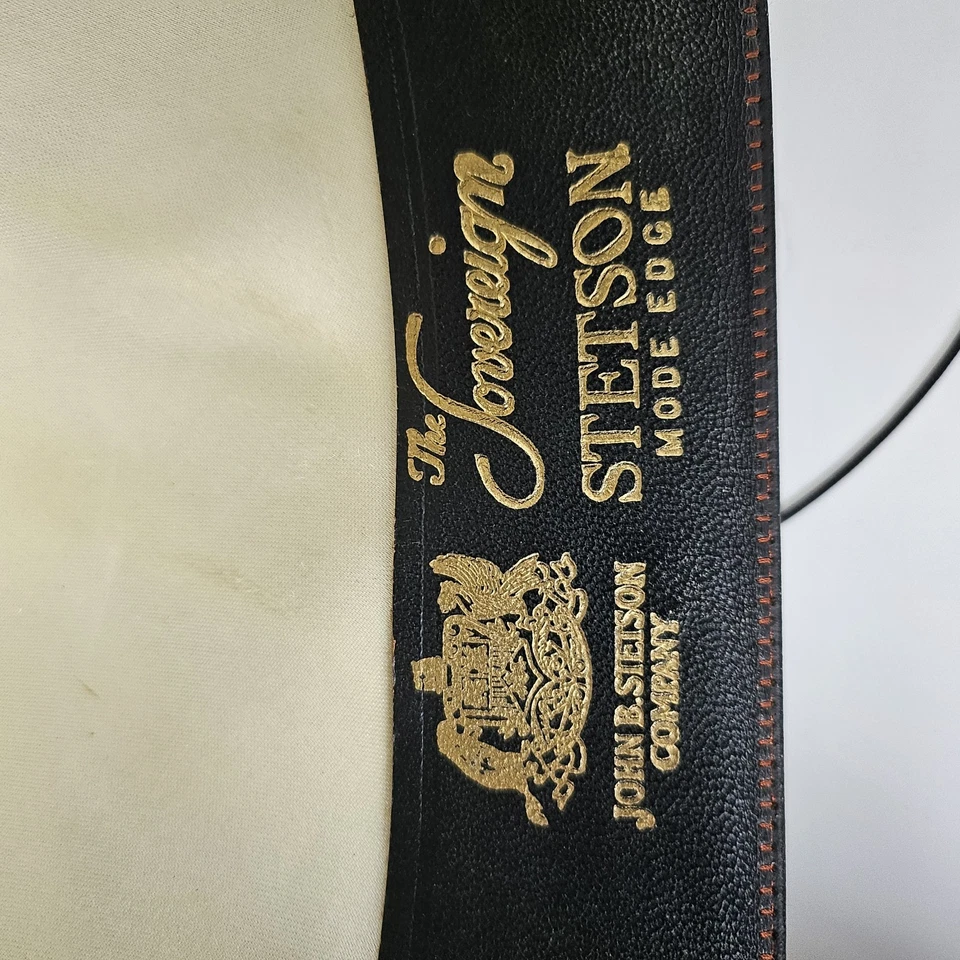 The
Sovereign
STETSON
MODE EDGE
JOHN B. STETSON
COMPANY